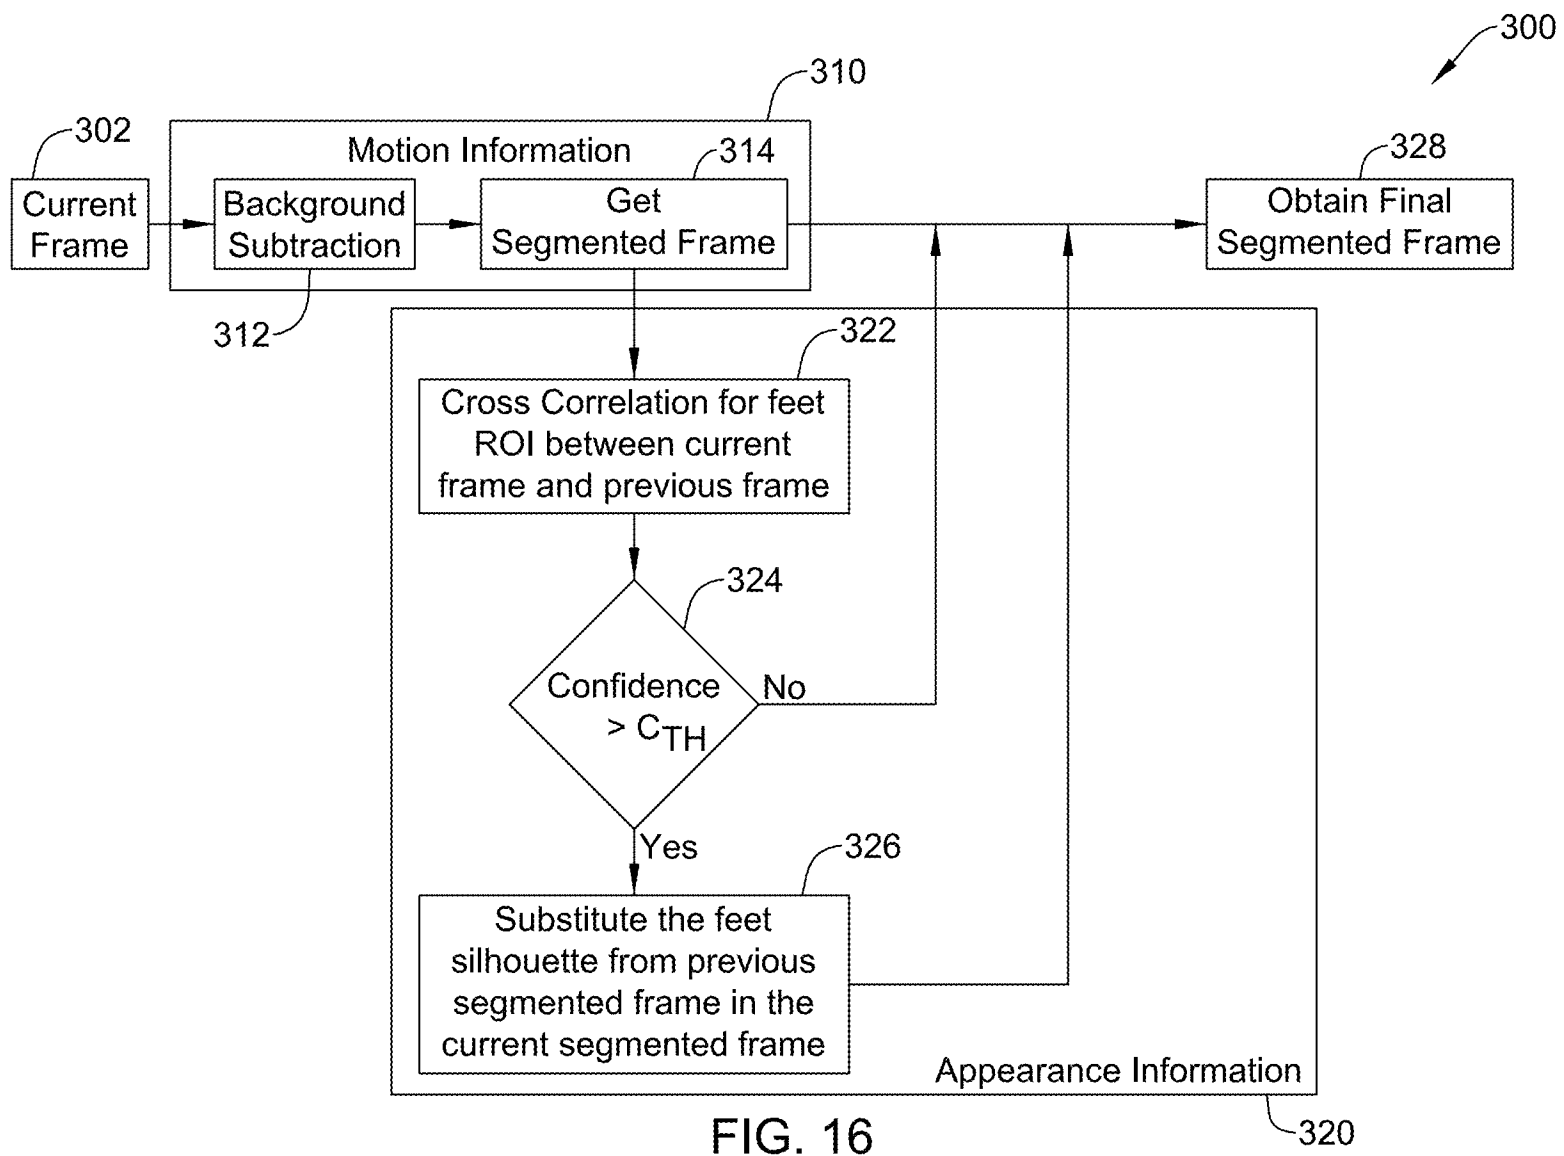 300
310
302
Motion Information
314
328
Current
Frame
Background
Subtraction
Get
Segmented Frame
Obtain Final
Segmented Frame
312
322
Cross Correlation for feet
ROI between current
frame and previous frame
324
Confidence
> CTH
No
Yes
326
Substitute the feet
silhouette from previous
segmented frame in the
current segmented frame
Appearance Information
320
FIG. 16